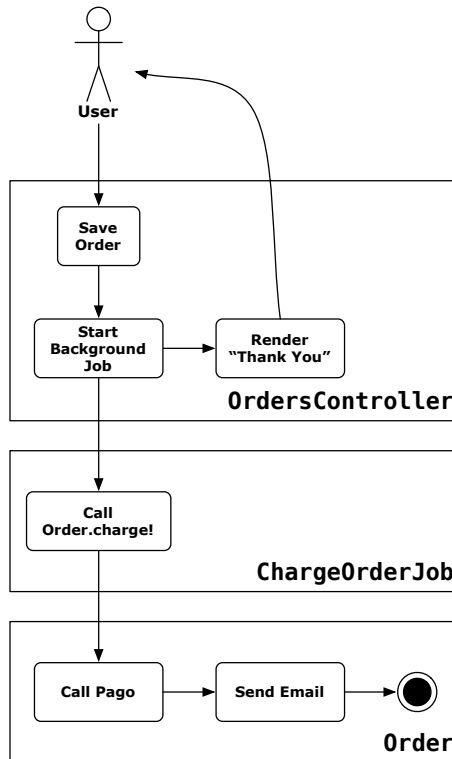 User
Save
Order
Start
Background
Job
Render
“Thank You”
OrdersController
Call
Order.charge!
ChargeOrderJob
Call Pago
Send Email
Order